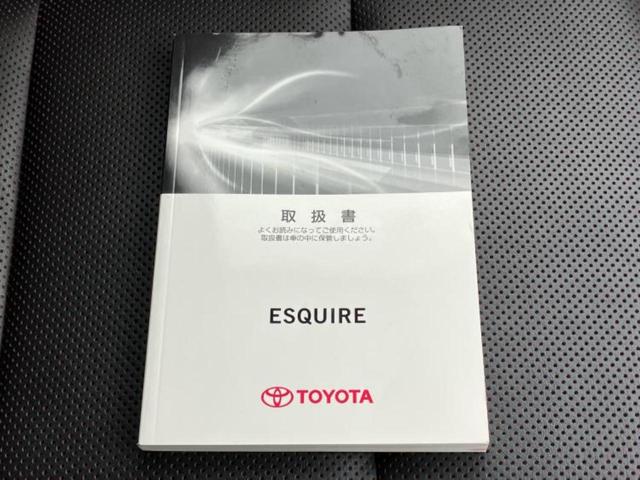 取扱書
よくお読みになってご使用ください。
取扱書は車の中に保管しましょう。
ESQUIRE
TOYOTA